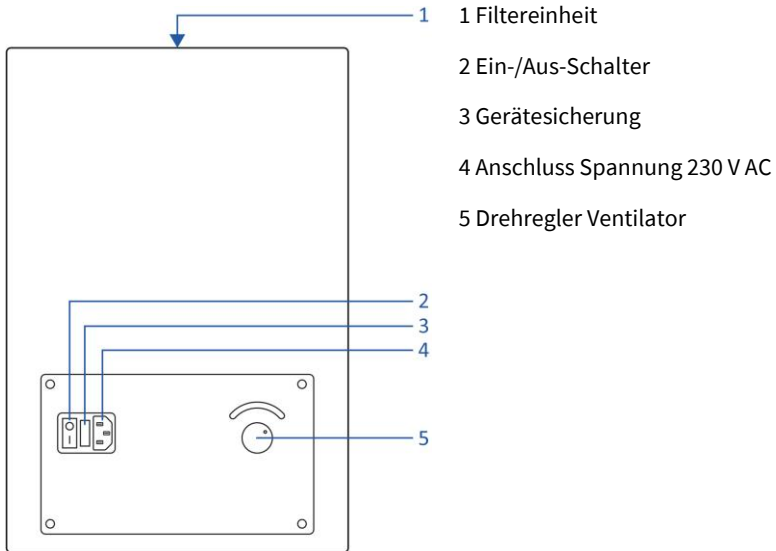 1 1 Filtereinheit
2 Ein-/Aus-Schalter
3 Gerätesicherung
4 Anschluss Spannung 230 V AC
5 Drehregler Ventilator
2
3
4
5